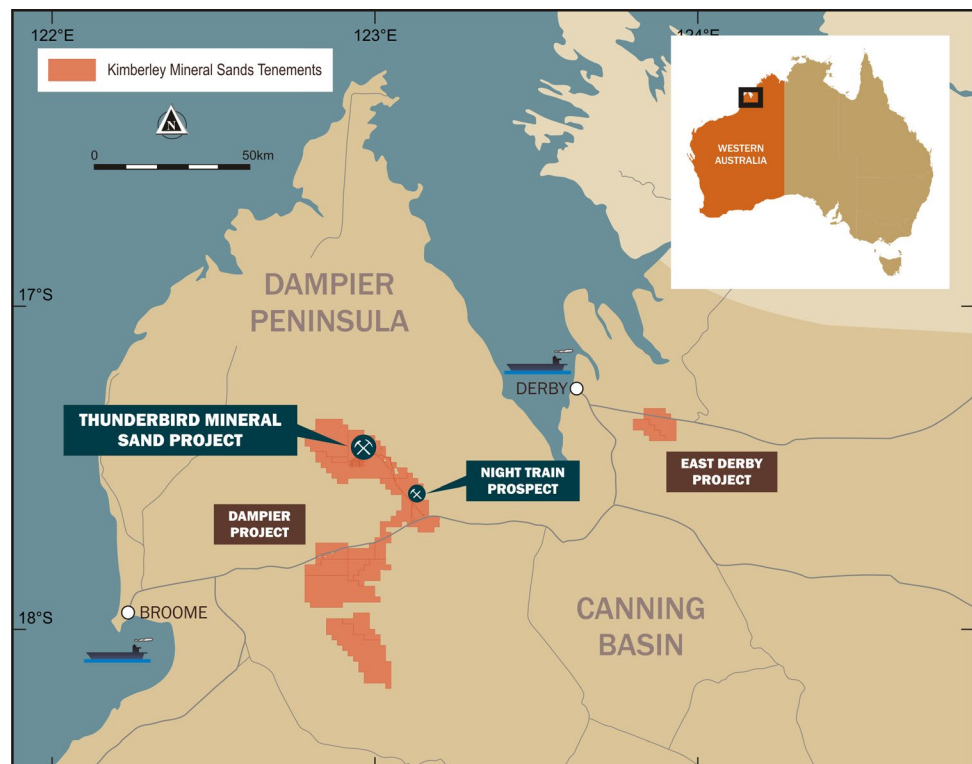 122°E
123°E
124°E
Kimberley Mineral Sands Tenements
N
0
50km
WESTERN
AUSTRALIA
17°S
DAMPIER
PENINSULA
DERBY
THUNDERBIRD MINERAL
SAND PROJECT
NIGHT TRAIN
PROSPECT
EAST DERBY
PROJECT
DAMPIER
PROJECT
BROOME
18°S
CANNING
BASIN